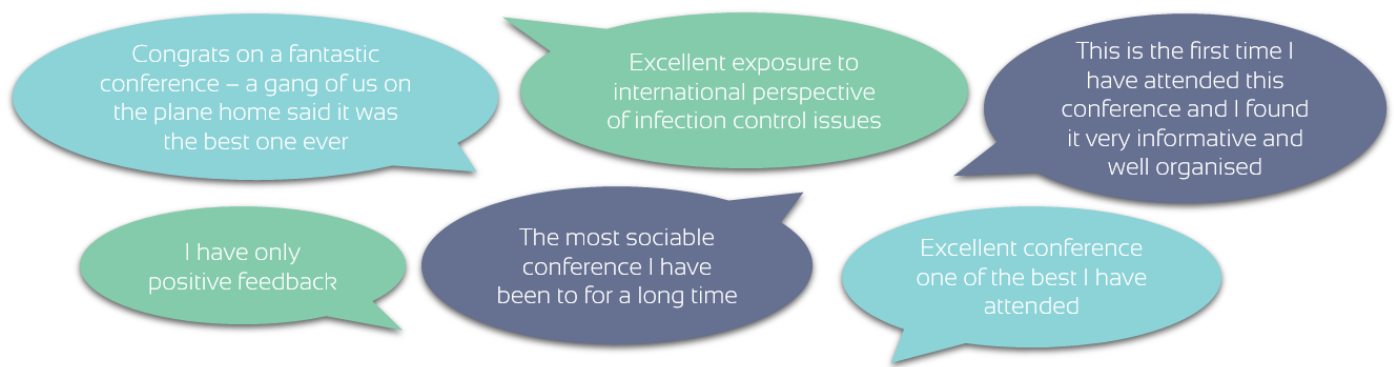 Congrats on a fantastic
conference – a gang of us on
the plane home said it was
the best one ever
Excellent exposure to
international perspective
of infection control issues
This is the first time I
have attended this
conference and I found
it very informative and
well organised
I have only
positive feedback
The most sociable
conference I have
been to for a long time
Excellent conference
one of the best I have
attended